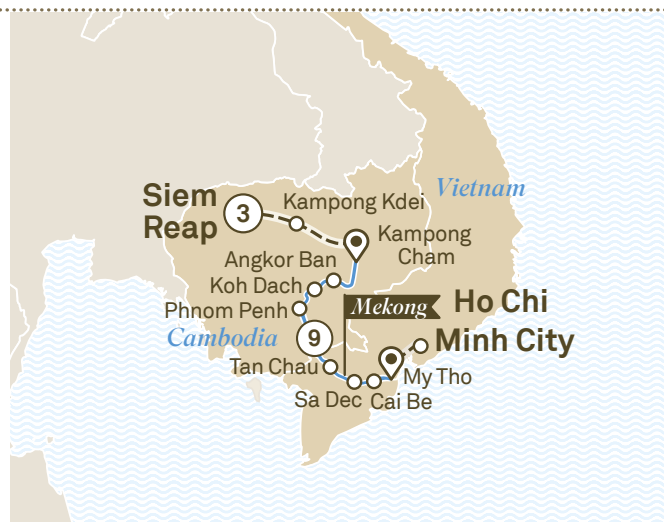 Siem
Reap
3
Kampong Kdei
Vietnam
Kampong
Cham
Angkor Ban
Koh Dach
Phnom Penh
Mekong
Ho Chi
Minh City
Cambodia
9
Tan Chau
My Tho
Sa Dec
Cai Be